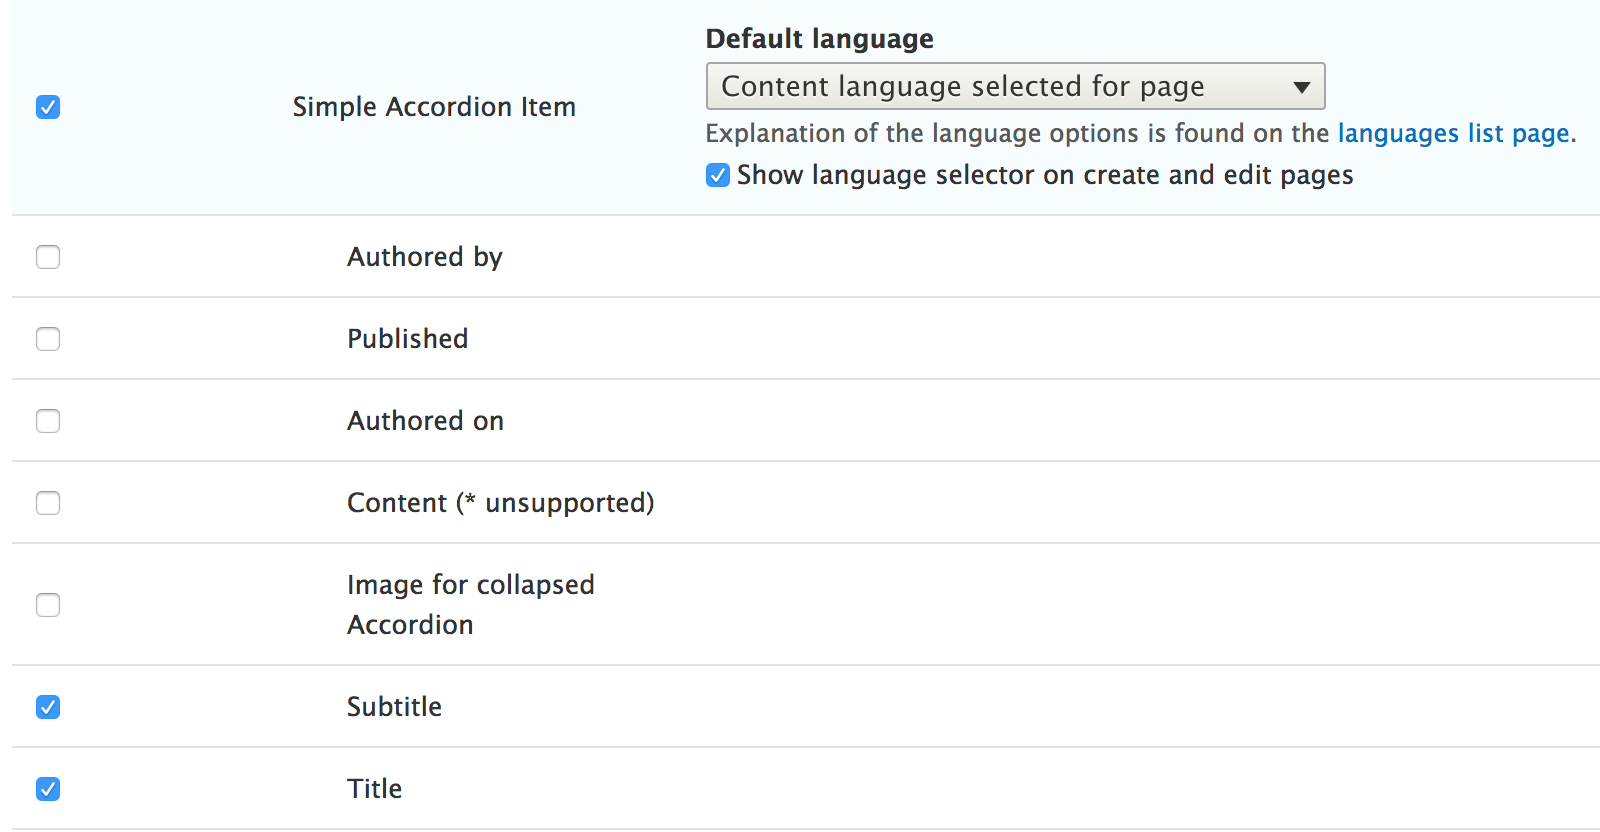 Default language
Content language selected for page
Simple Accordion Item
Explanation of the language options is found on the languages list page.
Show language selector on create and edit pages
Authored by
Published
Authored on
Content (* unsupported)
Image for collapsed
Accordion
Subtitle
Title